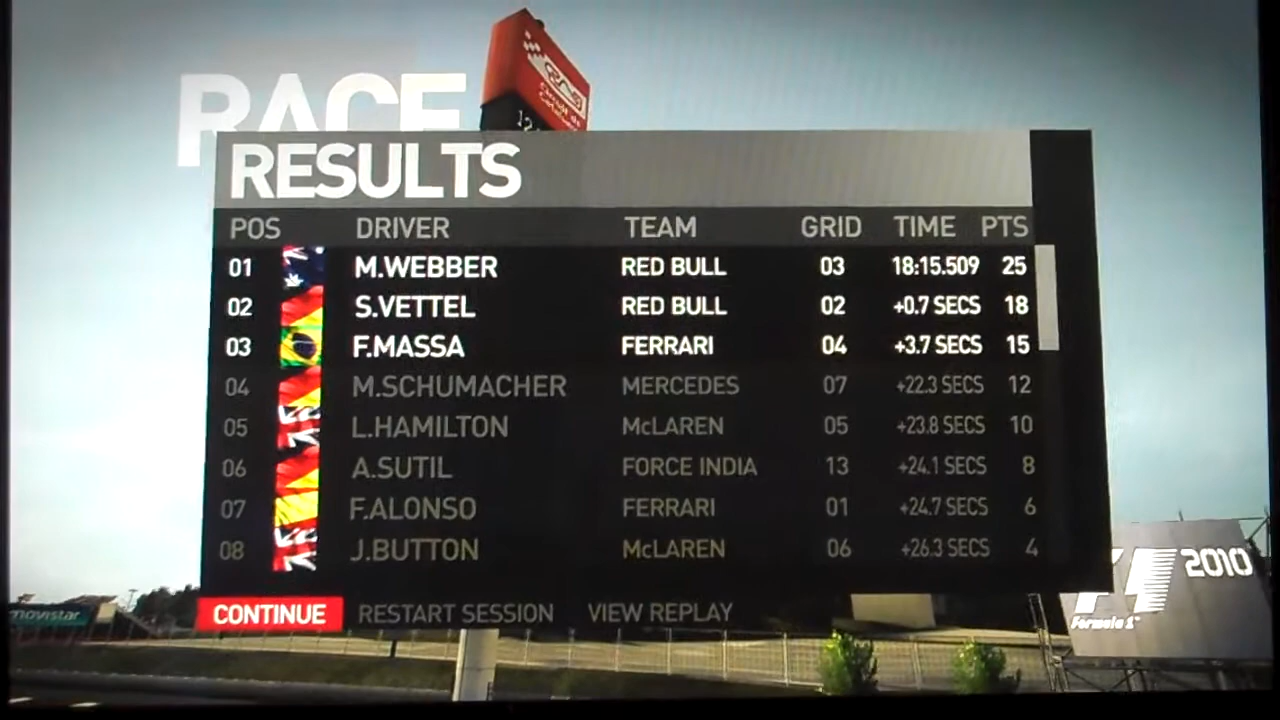 RACE
RESULTS
POS DRIVER TEAM GRID TIME PTS
01 M.WEBBER RED BULL 03 18:15.509 25
02 S.VETTEL RED BULL 02 +0.7 SECS 18
03 F.MASSA FERRARI 04 +3.7 SECS 15
04 M.SCHUMACHER MERCEDES 07 +22.3 SECS 12
05 L.HAMILTON McLAREN 05 +23.8 SECS 10
06 A.SUTIL FORCE INDIA 13 +24.1 SECS 8
07 F.ALONSO FERRARI 01 +24.7 SECS 6
08 J.BUTTON McLAREN 06 +26.3 SECS 4
CONTINUE RESTART SESSION VIEW REPLAY
movistar
F1 2010
Formula 1™